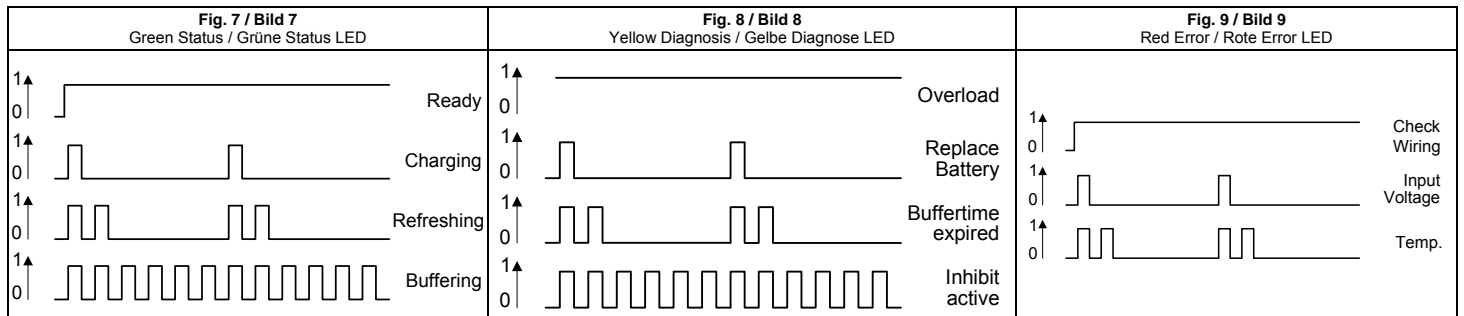 Fig. 7 / Bild 7
Green Status / Grüne Status LED
1
0
Ready
1
0
Charging
1
0
Refreshing
1
0
Buffering
Fig. 8 / Bild 8
Yellow Diagnosis / Gelbe Diagnose LED
1
0
Overload
1
0
Replace
Battery
1
0
Buffertime
expired
1
0
Inhibit
active
Fig. 9 / Bild 9
Red Error / Rote Error LED
1
0
Check
Wiring
1
0
Input
Voltage
1
0
Temp.